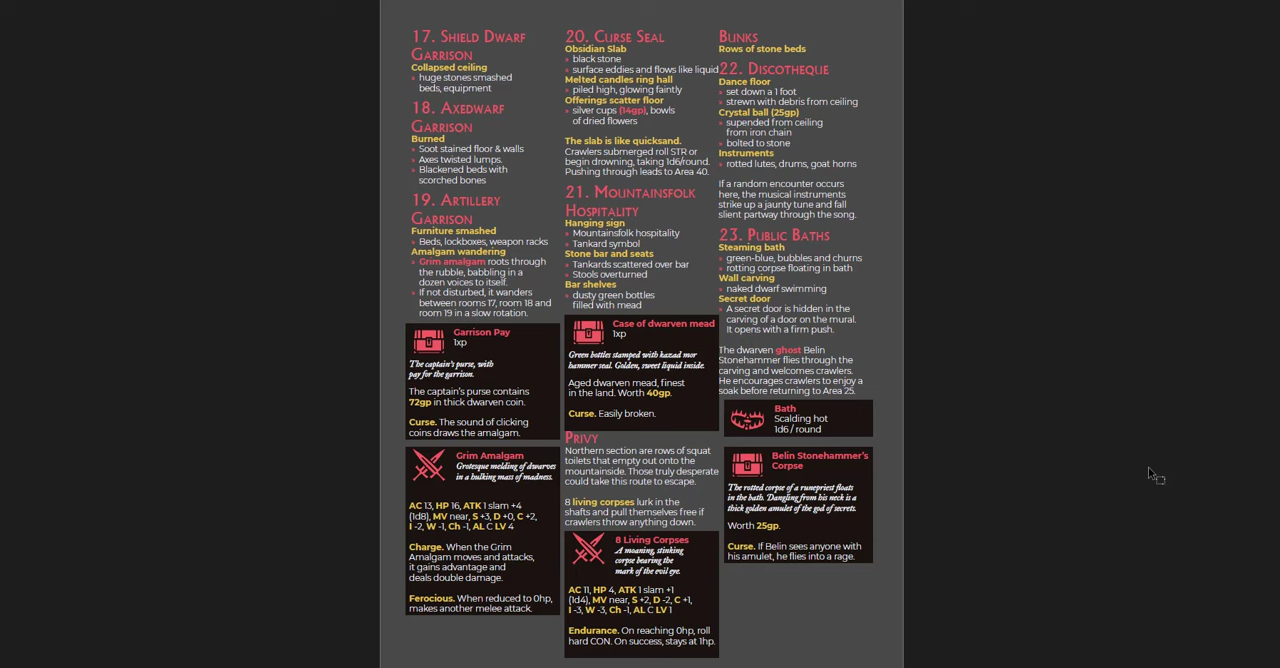 17. Shield Dwarf
Garrison
Collapsed ceiling
» huge stones smashed
beds, equipment
18. Axedwarf
Garrison
Burned
» Soot stained floor & walls
» Axes twisted lumps.
» Blackened beds with
scorched bones
19. Artillery
Garrison
Furniture smashed
» Beds, lockboxes, weapon racks
Amalgam wandering
» Grim amalgam roots through
the rubble, babbling in a
dozen voices to itself.
» If not disturbed, it wanders
between rooms 17, room 18 and
room 19 in a slow rotation.
Garrison Pay
1xp
The captain's purse, with
pay for the garrison.
The captain's purse contains
72gp in thick dwarven coin.
Curse. The sound of clicking
coins draws the amalgam.
Grim Amalgam
Grotesque melding of dwarves
in a hulking mass of madness.
AC 13, HP 16, ATK 1 slam +4
(1d8), MV near, S +3, D +0, C +2,
I -2, W -1, Ch -1, AL C LV 4
Charge. When the Grim
Amalgam moves and attacks,
it gains advantage and
deals double damage.
Ferocious. When reduced to 0hp,
makes another melee attack.
20. Curse Seal
Obsidian Slab
» black stone
» surface eddies and flows like liquid
Melted candles ring hall
» piled high, glowing faintly
Offerings scatter floor
» silver cups (14gp), bowls
of dried flowers
The slab is like quicksand.
Crawlers submerged roll STR or
begin drowning, taking 1d6/round.
Pushing through leads to Area 40.
21. Mountainsfolk
Hospitality
Hanging sign
» Mountainsfolk hospitality
» Tankard symbol
Stone bar and seats
» Tankards scattered over bar
» Stools overturned
Bar shelves
» dusty green bottles
filled with mead
Case of dwarven mead
1xp
Green bottles stamped with kazad mor
hammer seal. Golden, sweet liquid inside.
Aged dwarven mead, finest
in the land. Worth 40gp.
Curse. Easily broken.
Privy
Northern section are rows of squat
toilets that empty out onto the
mountainside. Those truly desperate
could take this route to escape.
8 living corpses lurk in the
shafts and pull themselves free if
crawlers throw anything down.
8 Living Corpses
A moaning, stinking
corpse bearing the
mark of the evil eye.
AC 11, HP 4, ATK 1 slam +1
(1d4), MV near, S +2, D -2, C +1,
I -3, W -3, Ch -1, AL C LV 1
Endurance. On reaching 0hp, roll
hard CON. On success, stays at 1hp.
Bunks
Rows of stone beds
22. Discotheque
Dance floor
» set down a 1 foot
» strewn with debris from ceiling
Crystal ball (25gp)
» supended from ceiling
from iron chain
» bolted to stone
Instruments
» rotted lutes, drums, goat horns
If a random encounter occurs
here, the musical instruments
strike up a jaunty tune and fall
slient partway through the song.
23. Public Baths
Steaming bath
» green-blue, bubbles and churns
» rotting corpse floating in bath
Wall carving
» naked dwarf swimming
Secret door
» A secret door is hidden in the
carving of a door on the mural.
It opens with a firm push.
The dwarven ghost Belin
Stonehammer flies through the
carving and welcomes crawlers.
He encourages crawlers to enjoy a
soak before returning to Area 25.
Bath
Scalding hot
1d6 / round
Belin Stonehammer's
Corpse
The rotted corpse of a runepriest floats
in the bath. Dangling from his neck is a
thick golden amulet of the god of secrets.
Worth 25gp.
Curse. If Belin sees anyone with
his amulet, he flies into a rage.